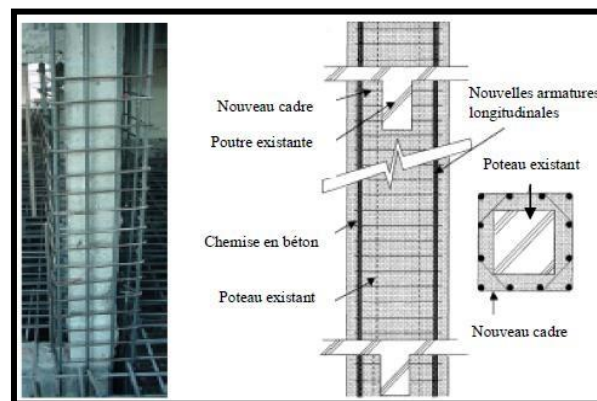 Nouveau cadre
Poutre existante
Nouvelles armatures
longitudinales
Poteau existant
Chemise en béton
Poteau existant
Nouveau cadre